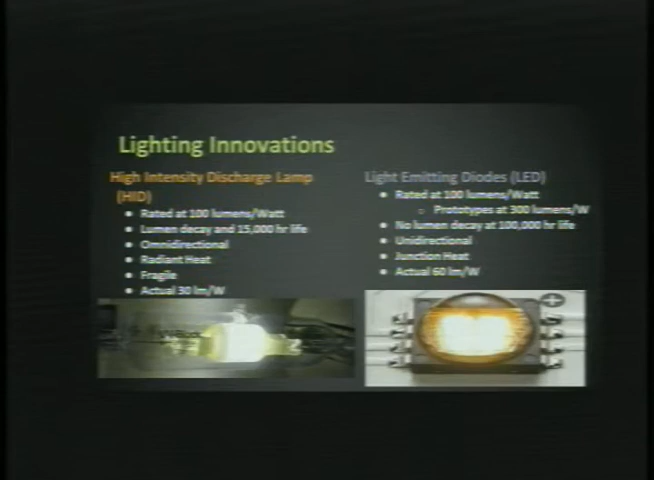 Lighting Innovations
High Intensity Discharge Lamp
(HID)
Rated at 100 lumens/Watt
Lumen decay and 15,000 hr life
Omnidirectional
Radiant Heat
Fragile
Actual 30 lm/W
Light Emitting Diodes (LED)
Rated at 100 lumens/Watt
Prototypes at 300 lumens/W
No lumen decay at 100,000 hr life
Unidirectional
Junction Heat
Actual 60 lm/W